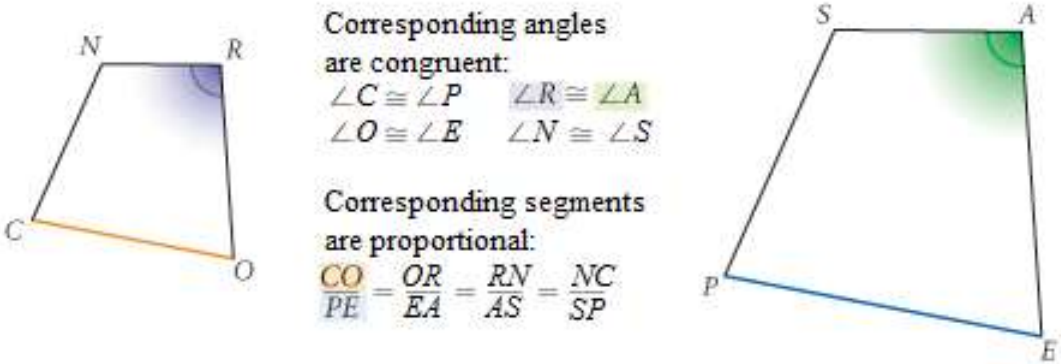 N R
C
O
Corresponding angles
are congruent:
∠C ≅ ∠P ∠R ≅ ∠A
∠O ≅ ∠E ∠N ≅ ∠S
Corresponding segments
are proportional:
CO/PE = OR/EA = RN/AS = NC/SP
S A
P
E